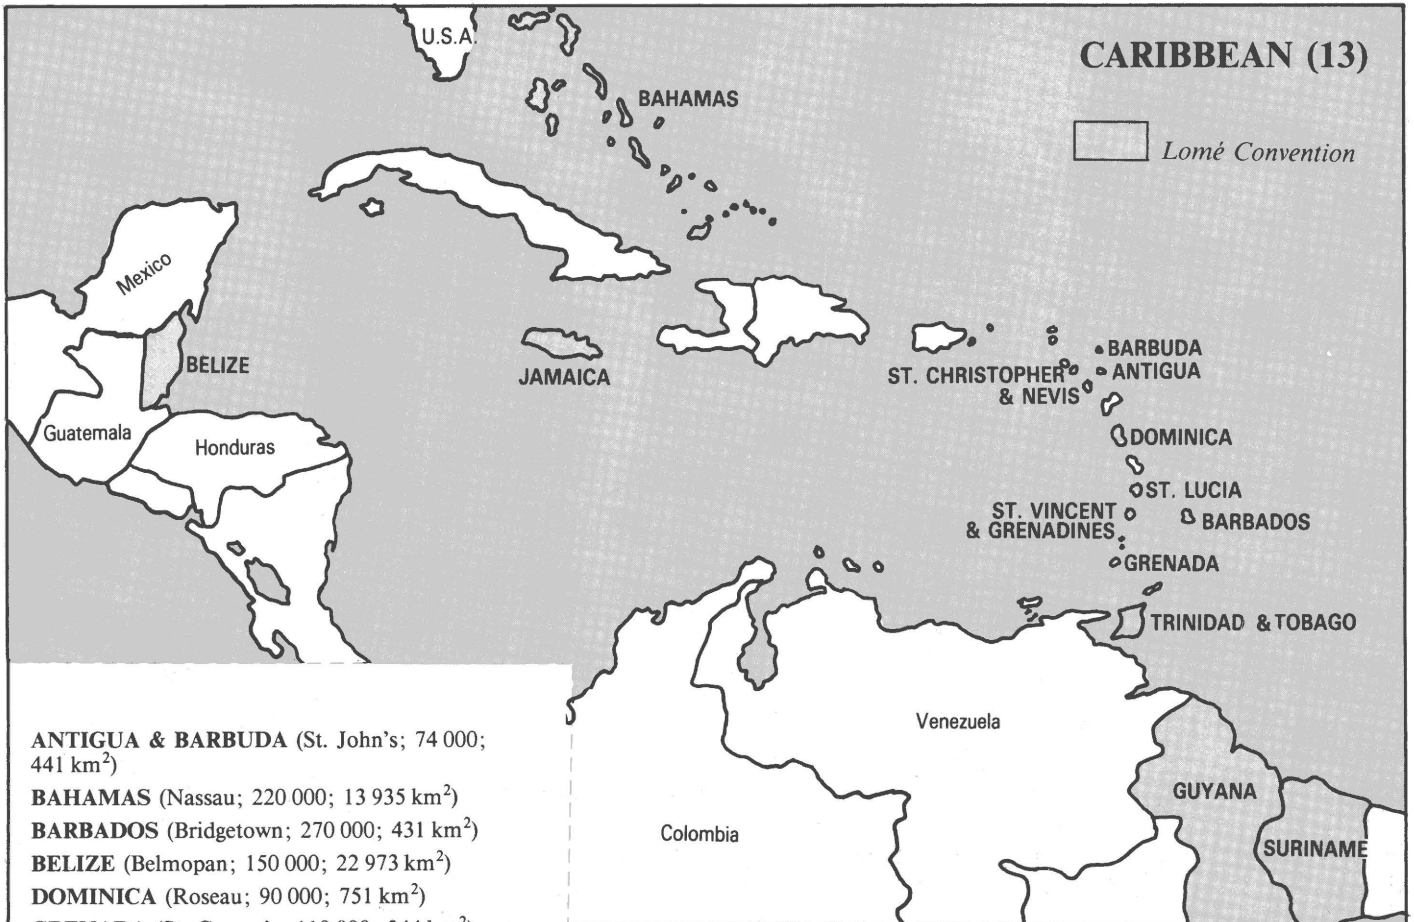 U.S.A.
CARIBBEAN (13)
BAHAMAS
Lomé Convention
Mexico
BELIZE
JAMAICA
BARBUDA
ST. CHRISTOPHER
& NEVIS
ANTIGUA
Guatemala
Honduras
DOMINICA
ST. LUCIA
ST. VINCENT
& GRENADINES
BARBADOS
GRENADA
TRINIDAD & TOBAGO
Venezuela
GUYANA
Colombia
SURINAME
ANTIGUA & BARBUDA (St. John's; 74 000;
441 km²)
BAHAMAS (Nassau; 220 000; 13 935 km²)
BARBADOS (Bridgetown; 270 000; 431 km²)
BELIZE (Belmopan; 150 000; 22 973 km²)
DOMINICA (Roseau; 90 000; 751 km²)